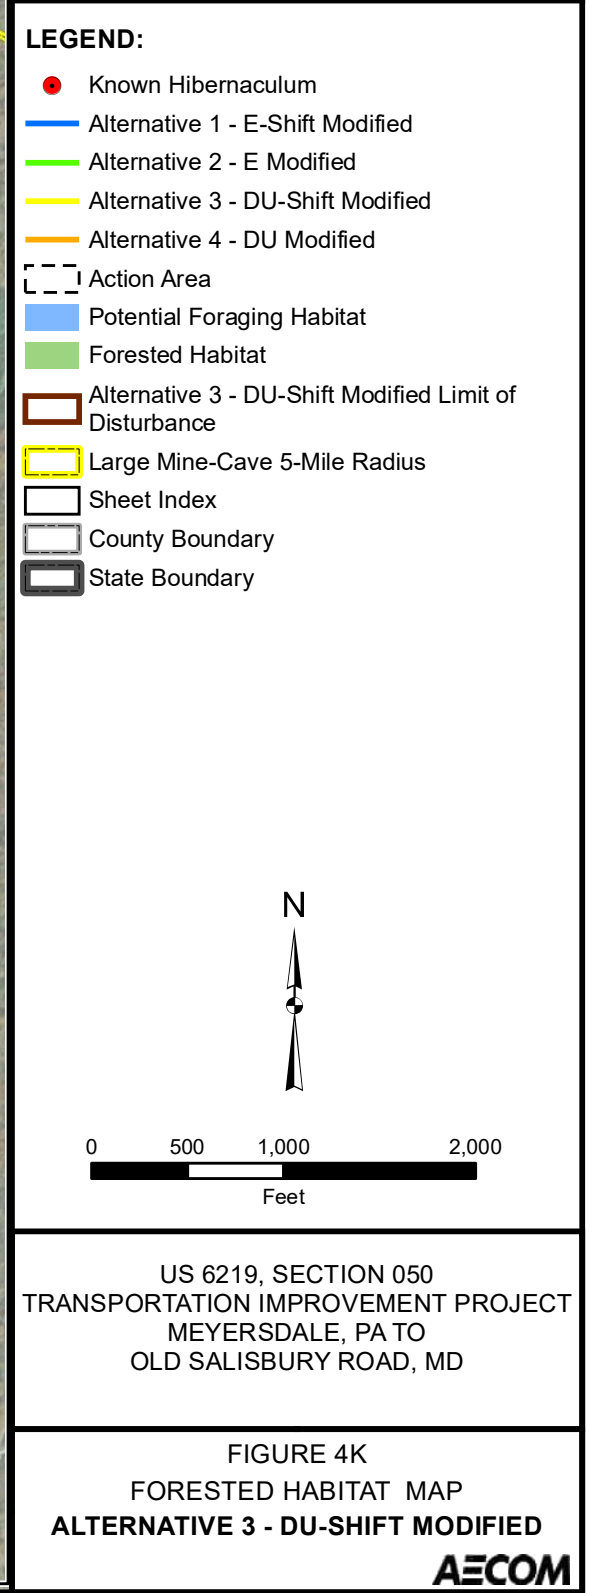 LEGEND:
Known Hibernaculum
Alternative 1 - E-Shift Modified
Alternative 2 - E Modified
Alternative 3 - DU-Shift Modified
Alternative 4 - DU Modified
Action Area
Potential Foraging Habitat
Forested Habitat
Alternative 3 - DU-Shift Modified Limit of
Disturbance
Large Mine-Cave 5-Mile Radius
Sheet Index
County Boundary
State Boundary
N
0 500 1,000 2,000
Feet
US 6219, SECTION 050
TRANSPORTATION IMPROVEMENT PROJECT
MEYERSDALE, PA TO
OLD SALISBURY ROAD, MD
FIGURE 4K
FORESTED HABITAT MAP
ALTERNATIVE 3 - DU-SHIFT MODIFIED
AECOM